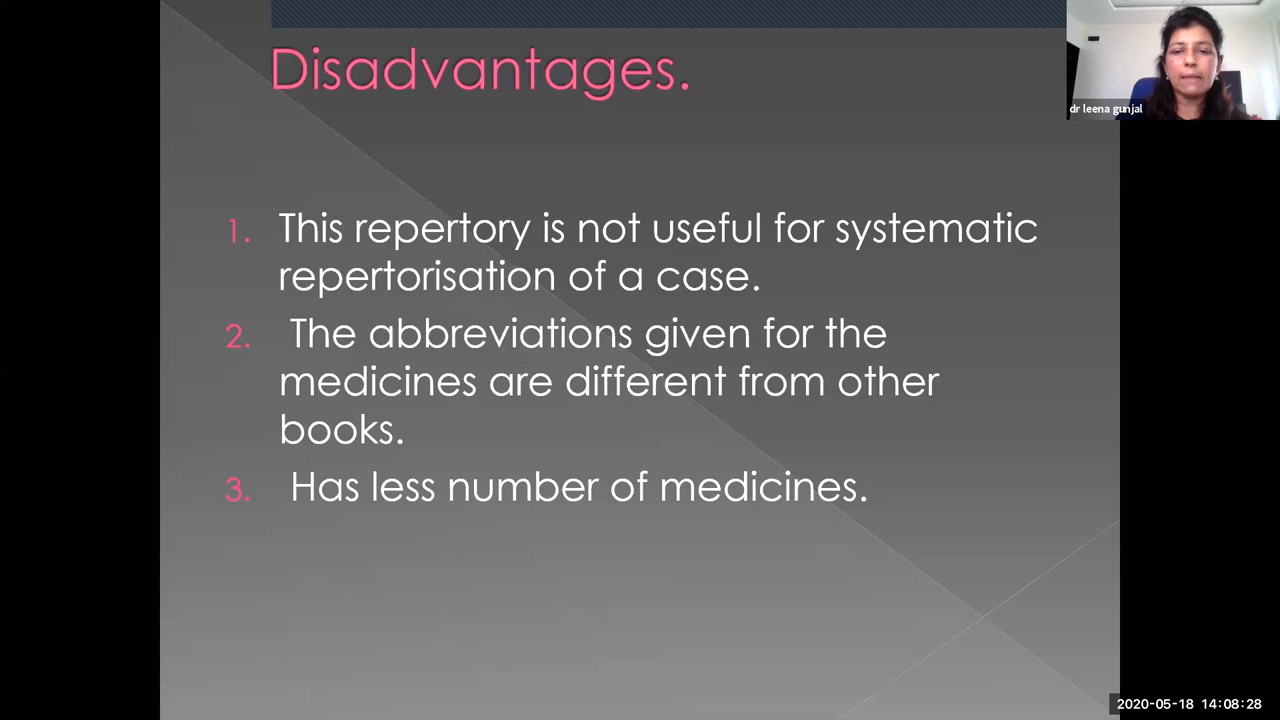 Disadvantages.
dr leena gunjal
1. This repertory is not useful for systematic
repertorisation of a case.
2. The abbreviations given for the
medicines are different from other
books.
3. Has less number of medicines.
2020-05-18 14:08:28